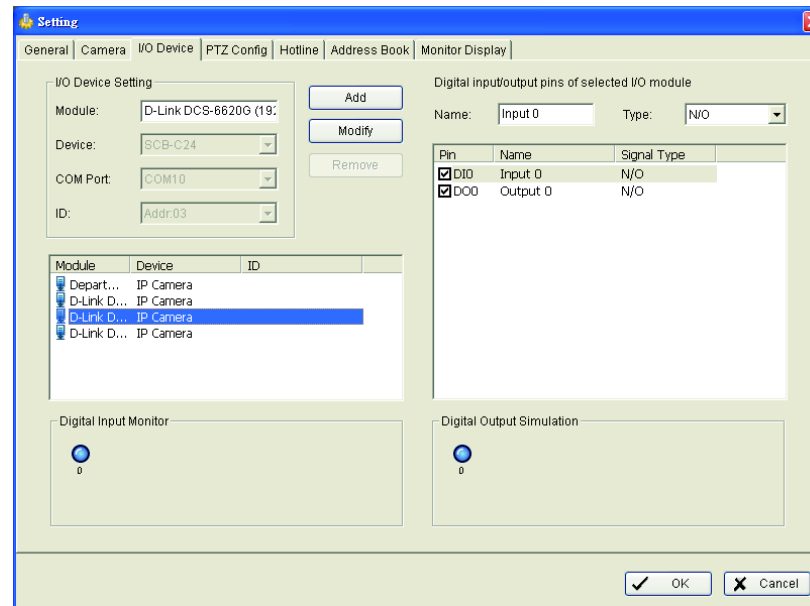 Setting
General Camera I/O Device PTZ Config Hotline Address Book Monitor Display
I/O Device Setting
Module: D-Link DCS-6620G (192
Device: SCB-C24
COM Port: COM10
ID: Addr:03
Add
Modify
Remove
Digital input/output pins of selected I/O module
Name: Input 0 Type: N/O
Pin Name Signal Type
DI0 Input 0 N/O
DO0 Output 0 N/O
Module Device ID
Depart... IP Camera
D-Link D... IP Camera
D-Link D... IP Camera
D-Link D... IP Camera
Digital Input Monitor
0
Digital Output Simulation
0
OK Cancel